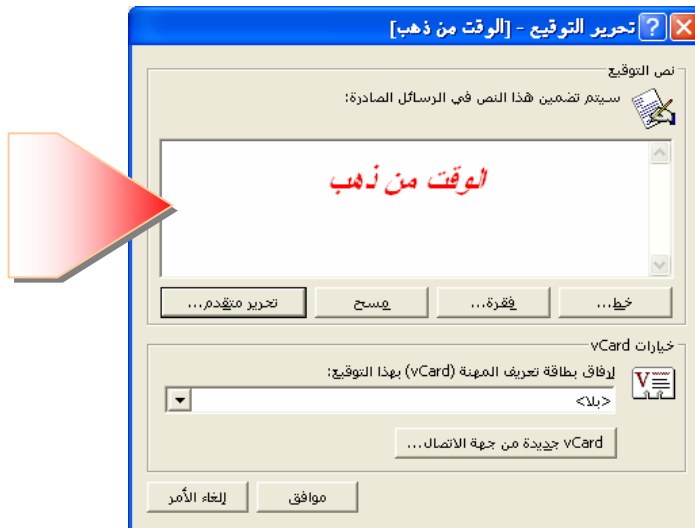 تحرير التوقيع - [الوقت من ذهب]
نص التوقيع
سيتم تضمين هذا النص في الرسائل الصادرة:
الوقت من ذهب
خط... فقرة... مسح تحرير متقدم...
خيارات vCard
إرفاق بطاقة تعريف المهنة (vCard) بهذا التوقيع:
<بلا>
vCard جديدة من جهة الاتصال...
موافق إلغاء الأمر